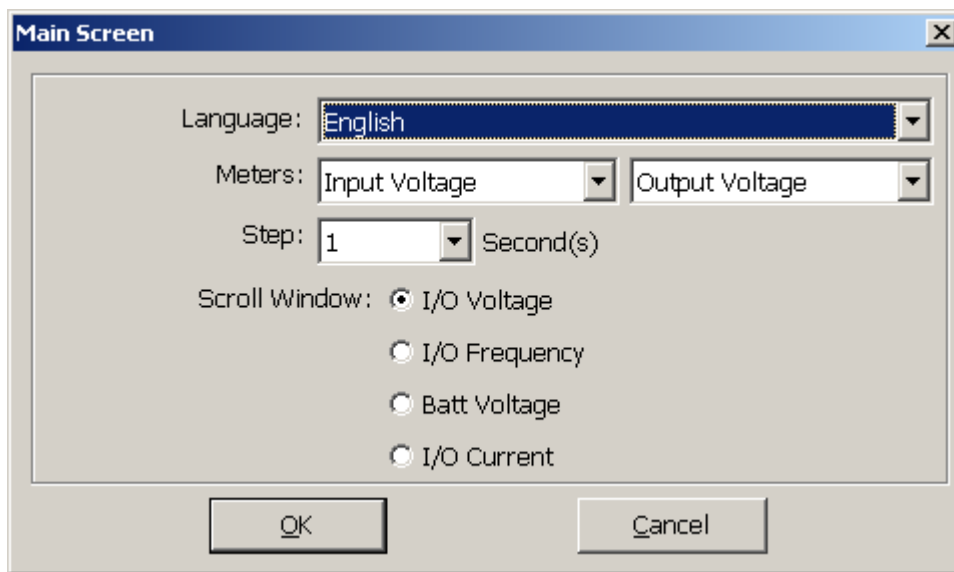 Main Screen
Language: English
Meters: Input Voltage Output Voltage
Step: 1 Second(s)
Scroll Window: I/O Voltage
I/O Frequency
Batt Voltage
I/O Current
OK Cancel